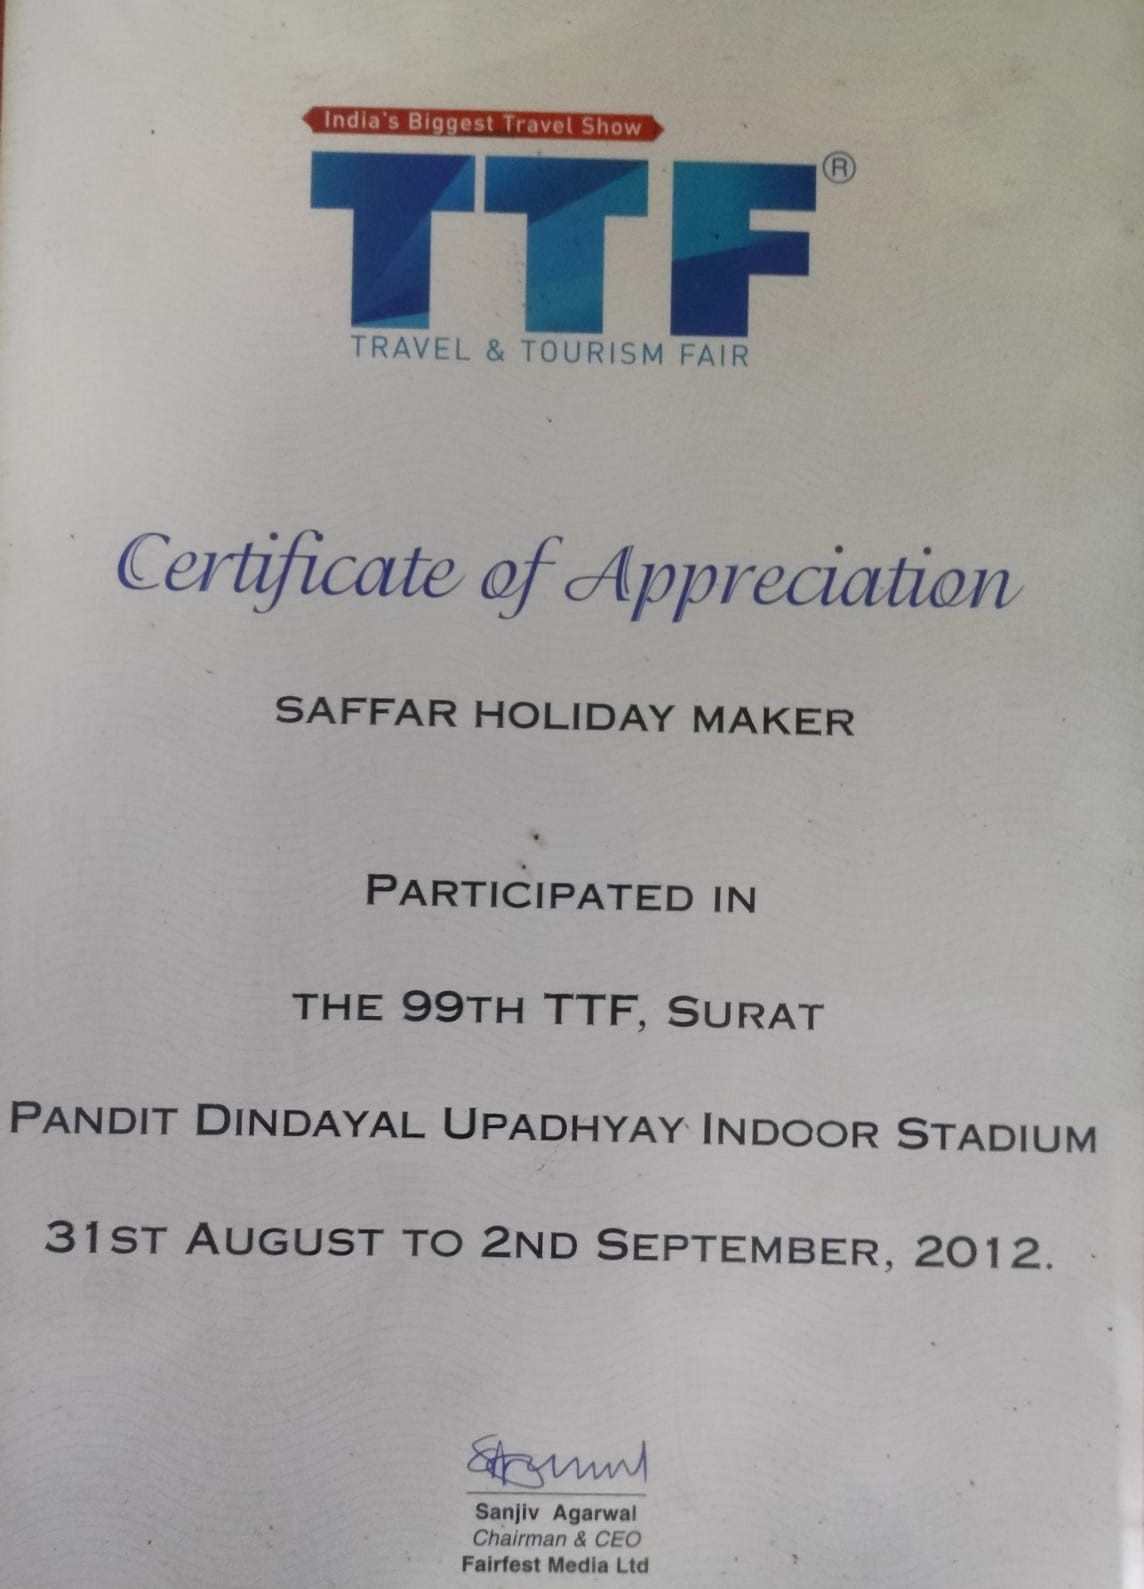 India's Biggest Travel Show
TTF®
TRAVEL & TOURISM FAIR
Certificate of Appreciation
SAFFAR HOLIDAY MAKER
PARTICIPATED IN
THE 99TH TTF, SURAT
PANDIT DINDAYAL UPADHYAY INDOOR STADIUM
31ST AUGUST TO 2ND SEPTEMBER, 2012.
Sanjiv Agarwal
Chairman & CEO
Fairfest Media Ltd